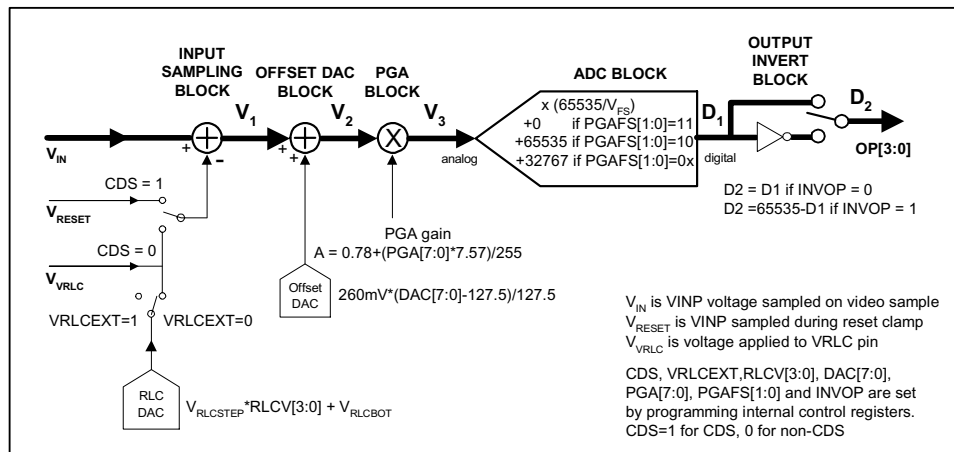 INPUT
SAMPLING
BLOCK
OFFSET DAC
BLOCK
PGA
BLOCK
ADC BLOCK
OUTPUT
INVERT
BLOCK
V1
V2
V3
D1
D2
x (65535/VFS)
+0 if PGAFS[1:0]=11
+65535 if PGAFS[1:0]=10
+32767 if PGAFS[1:0]=0x
+
+
X
+
-
+
+
analog
digital
VIN
OP[3:0]
CDS = 1
VRESET
D2 = D1 if INVOP = 0
D2 =65535-D1 if INVOP = 1
CDS = 0
VVRLC
PGA gain
A = 0.78+(PGA[7:0]*7.57)/255
Offset
DAC
260mV*(DAC[7:0]-127.5)/127.5
VRLCEXT=1
VRLCEXT=0
RLC
DAC
VRLCSTEP*RLCV[3:0] + VRLCBOT
VIN is VINP voltage sampled on video sample
VRESET is VINP sampled during reset clamp
VVRLC is voltage applied to VRLC pin
CDS, VRLCEXT,RLCV[3:0], DAC[7:0],
PGA[7:0], PGAFS[1:0] and INVOP are set
by programming internal control registers.
CDS=1 for CDS, 0 for non-CDS